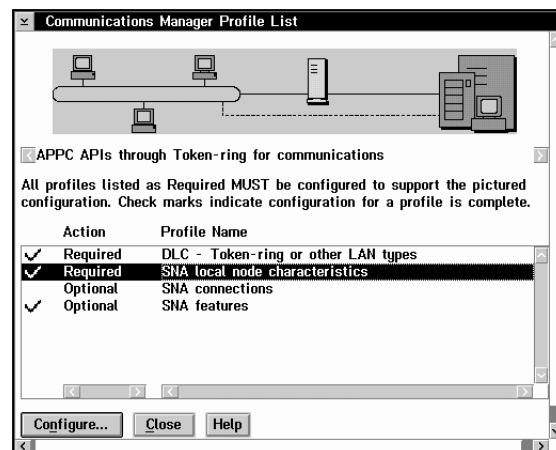 Communications Manager Profile List
APPC APIs through Token-ring for communications
All profiles listed as Required MUST be configured to support the pictured
configuration. Check marks indicate configuration for a profile is complete.
Action Profile Name
Required DLC - Token-ring or other LAN types
Required SNA local node characteristics
Optional SNA connections
Optional SNA features
Configure... Close Help